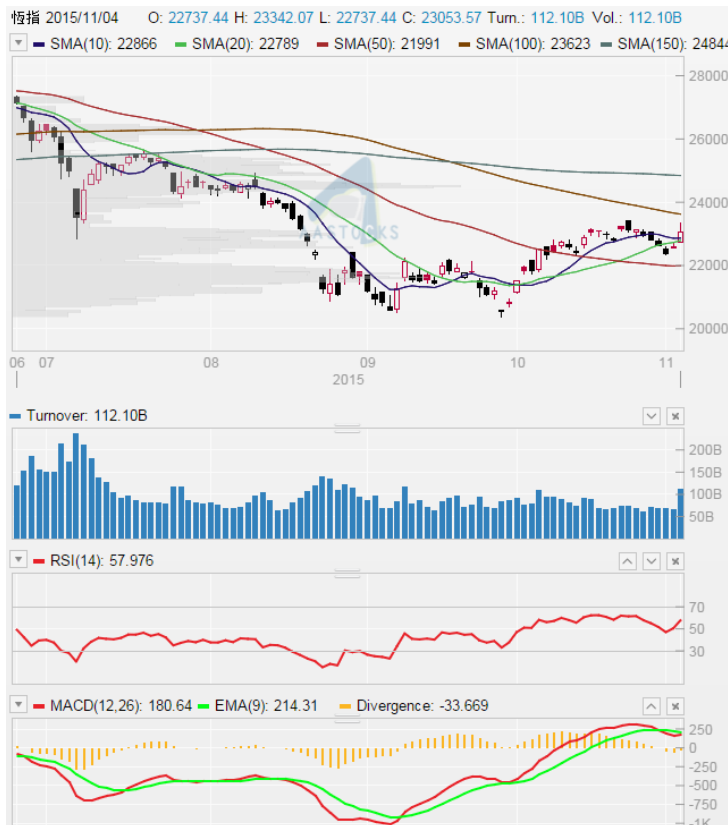 恆指 2015/11/04 O: 22737.44 H: 23342.07 L: 22737.44 C: 23053.57 Turn.: 112.10B Vol.: 112.10B
SMA(10): 22866 SMA(20): 22789 SMA(50): 21991 SMA(100): 23623 SMA(150): 24844
28000
26000
24000
22000
20000
AASTOCKS
06 07 08 09 10 11
2015
Turnover: 112.10B
200B
150B
100B
50B
RSI(14): 57.976
70
50
30
MACD(12,26): 180.64 EMA(9): 214.31 Divergence: -33.669
250
0
-250
-500
-750
-1K